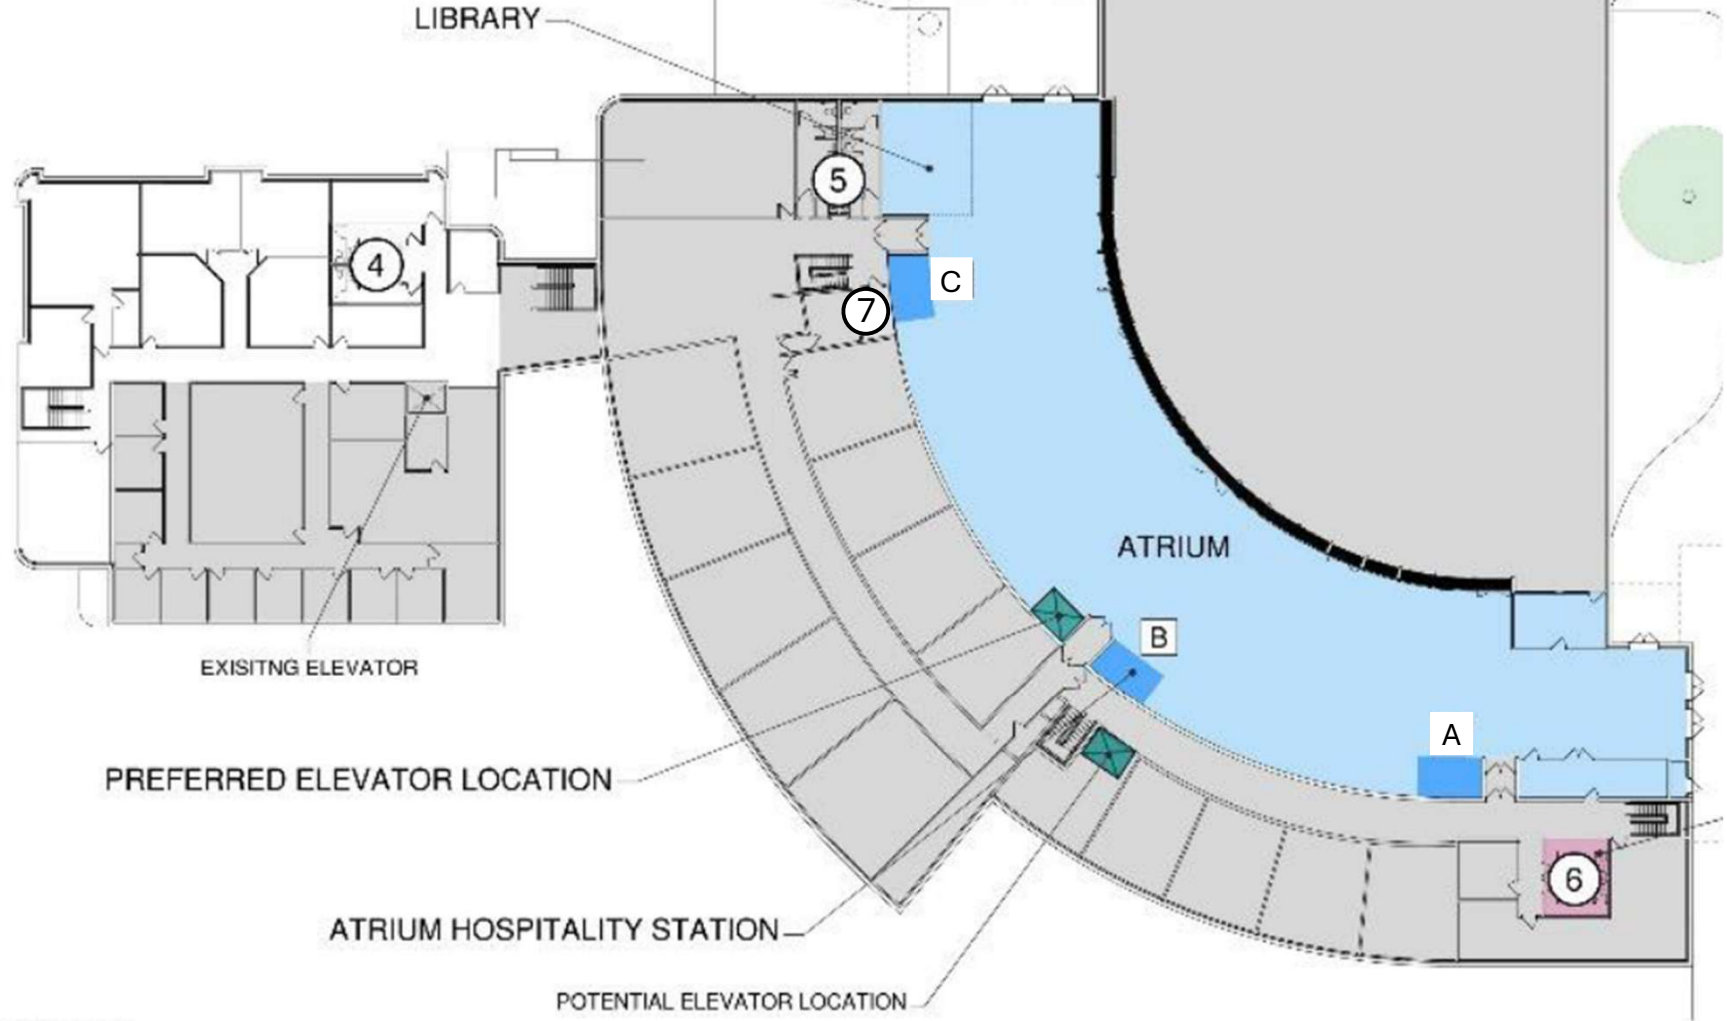 LIBRARY
5
4
C
7
ATRIUM
B
EXISITNG ELEVATOR
A
PREFERRED ELEVATOR LOCATION
6
ATRIUM HOSPITALITY STATION
POTENTIAL ELEVATOR LOCATION